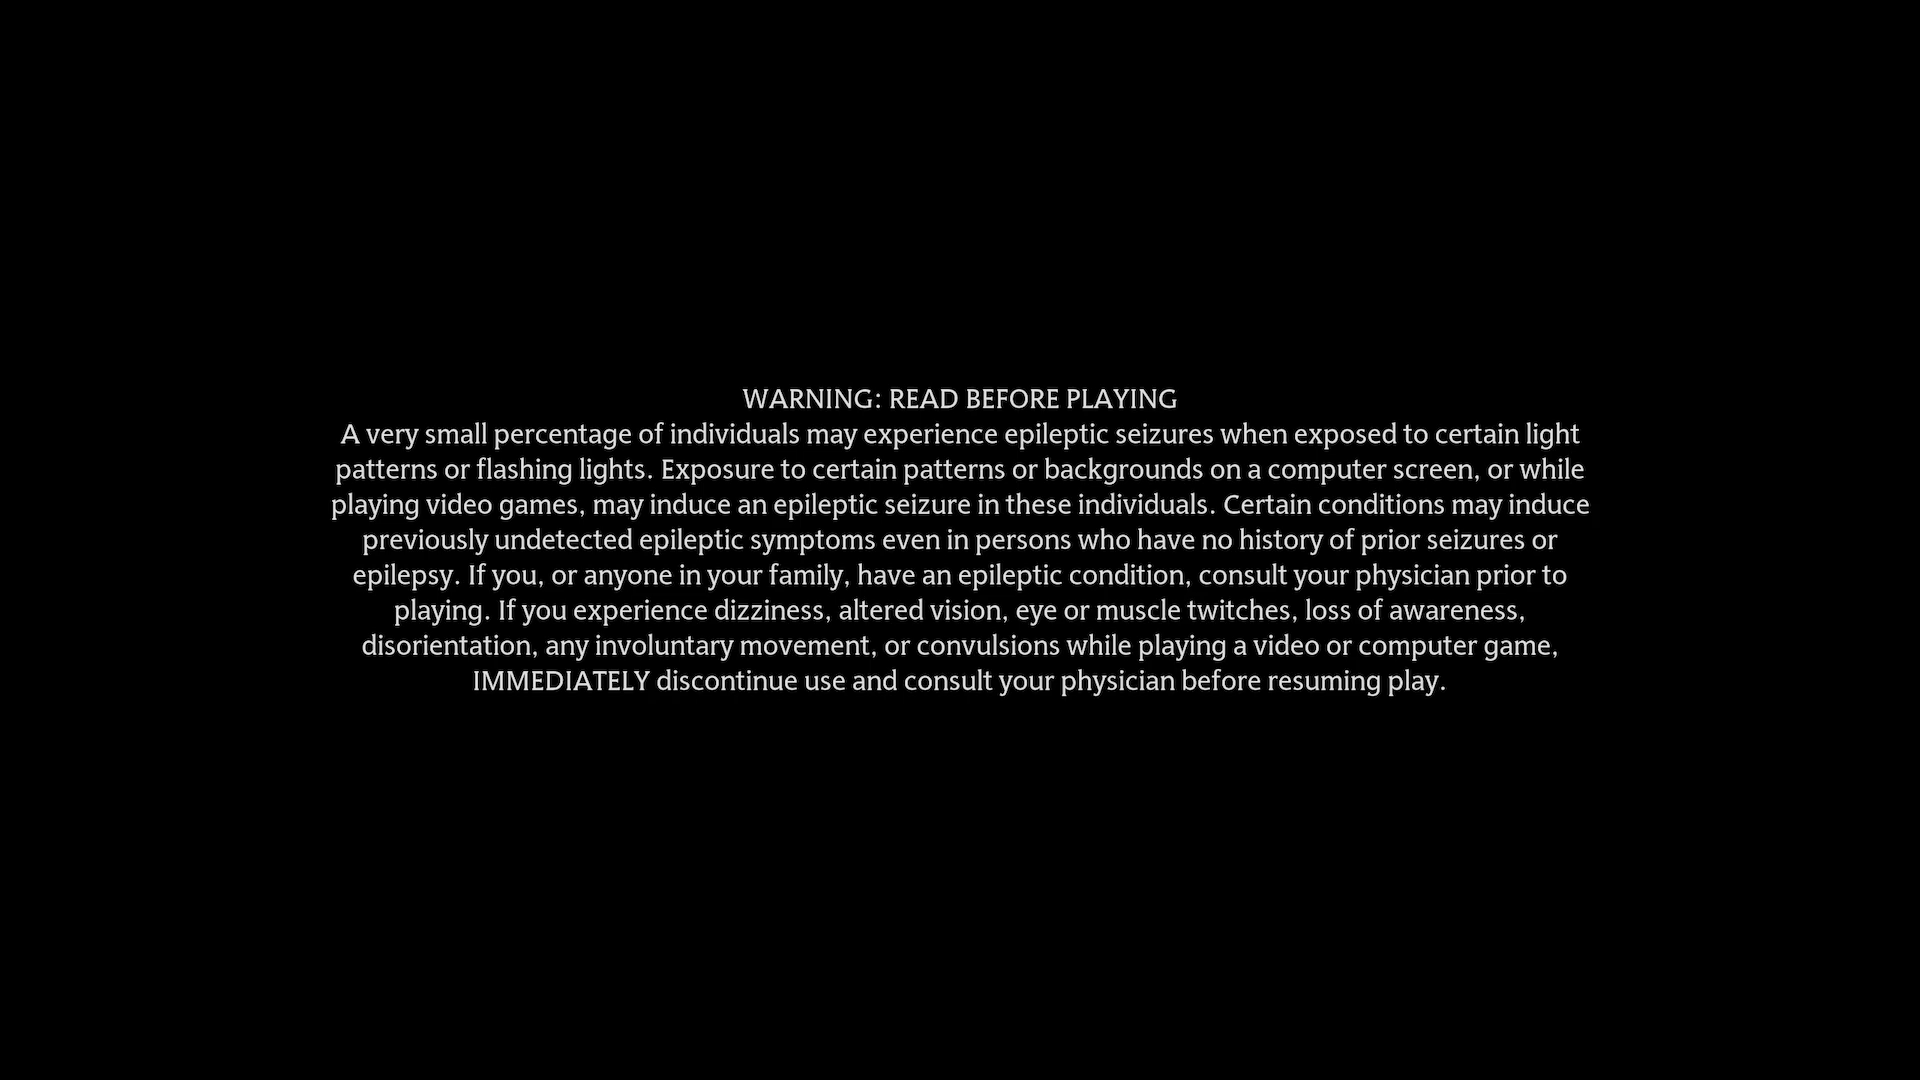 WARNING: READ BEFORE PLAYING
A very small percentage of individuals may experience epileptic seizures when exposed to certain light
patterns or flashing lights. Exposure to certain patterns or backgrounds on a computer screen, or while
playing video games, may induce an epileptic seizure in these individuals. Certain conditions may induce
previously undetected epileptic symptoms even in persons who have no history of prior seizures or
epilepsy. If you, or anyone in your family, have an epileptic condition, consult your physician prior to
playing. If you experience dizziness, altered vision, eye or muscle twitches, loss of awareness,
disorientation, any involuntary movement, or convulsions while playing a video or computer game,
IMMEDIATELY discontinue use and consult your physician before resuming play.